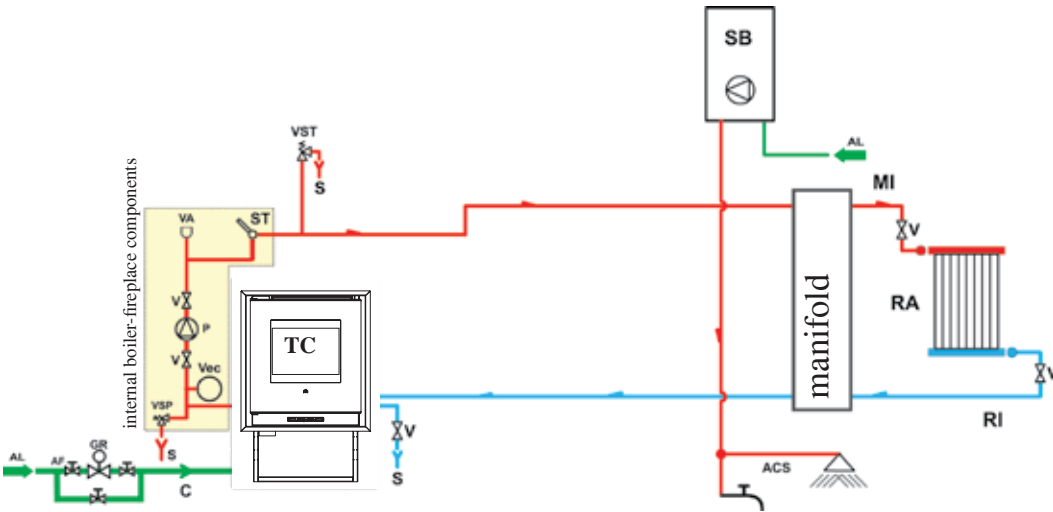 SB
VST
AL
S
MI
internal boiler-fireplace components
VA
ST
V
V
P
TC
manifold
RA
V
Vec
V
VSP
RI
V
GR
S
AL
AF
C
S
ACS